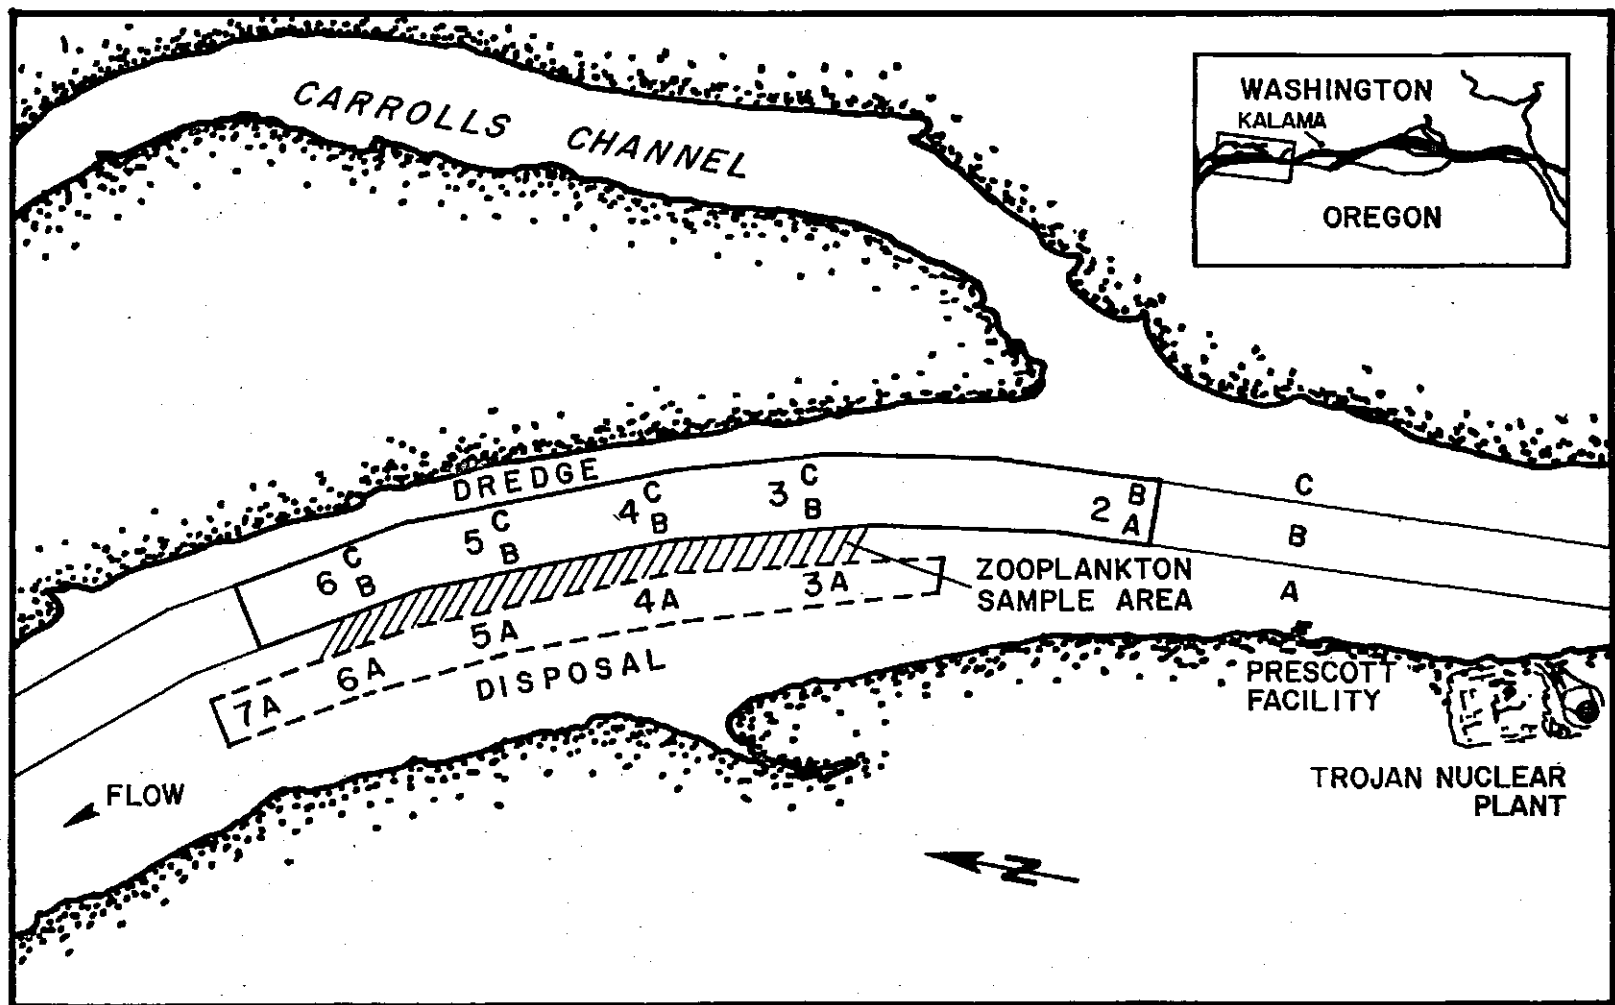 CARROLLS CHANNEL
WASHINGTON
KALAMA
OREGON
DREDGE
6 C
B
5 C
B
4 C
B
3 C
B
2 B
A
C
B
A
ZOOPLANKTON
SAMPLE AREA
3A
4A
5A
6A
7A
DISPOSAL
PRESCOTT
FACILITY
TROJAN NUCLEAR
PLANT
FLOW
N